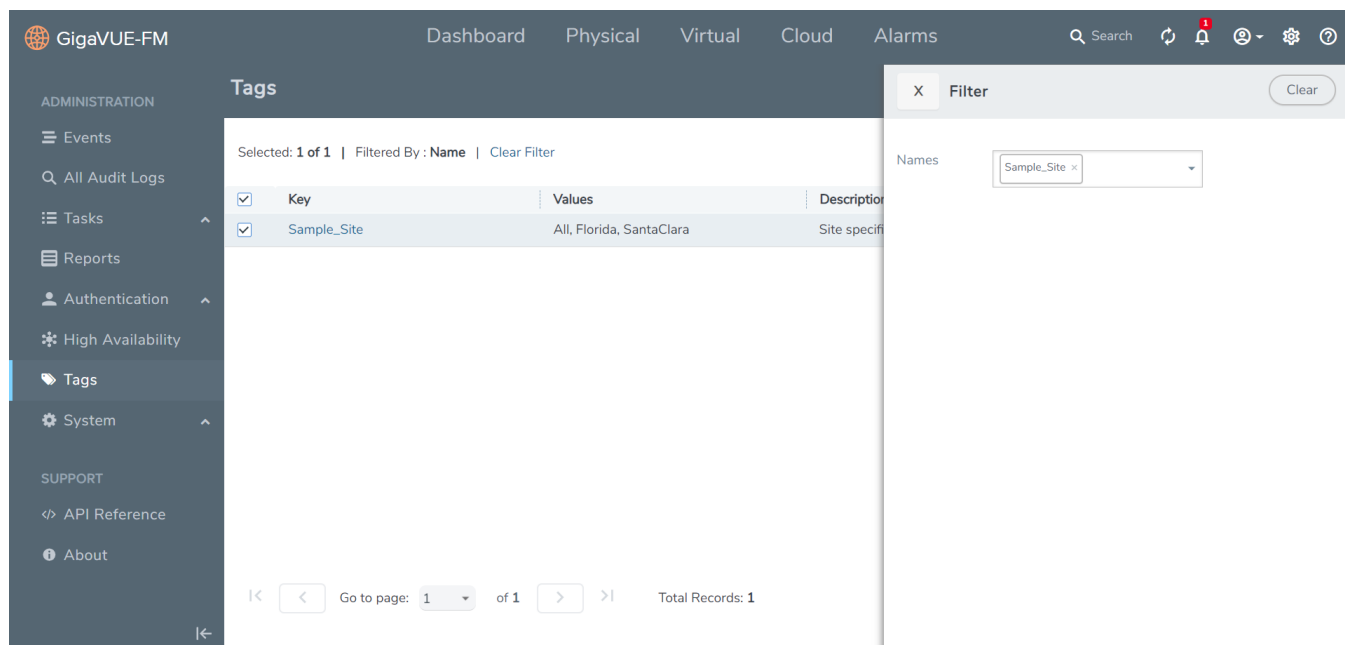 GigaVUE-FM
Dashboard Physical Virtual Cloud Alarms
Search
1
ADMINISTRATION
Events
All Audit Logs
Tasks
Reports
Authentication
High Availability
Tags
System
SUPPORT
API Reference
About
Tags
Selected: 1 of 1 | Filtered By : Name | Clear Filter
Key Values Description
Sample_Site All, Florida, SantaClara Site specifi
Go to page: 1 of 1 Total Records: 1
X Filter Clear
Names Sample_Site ×